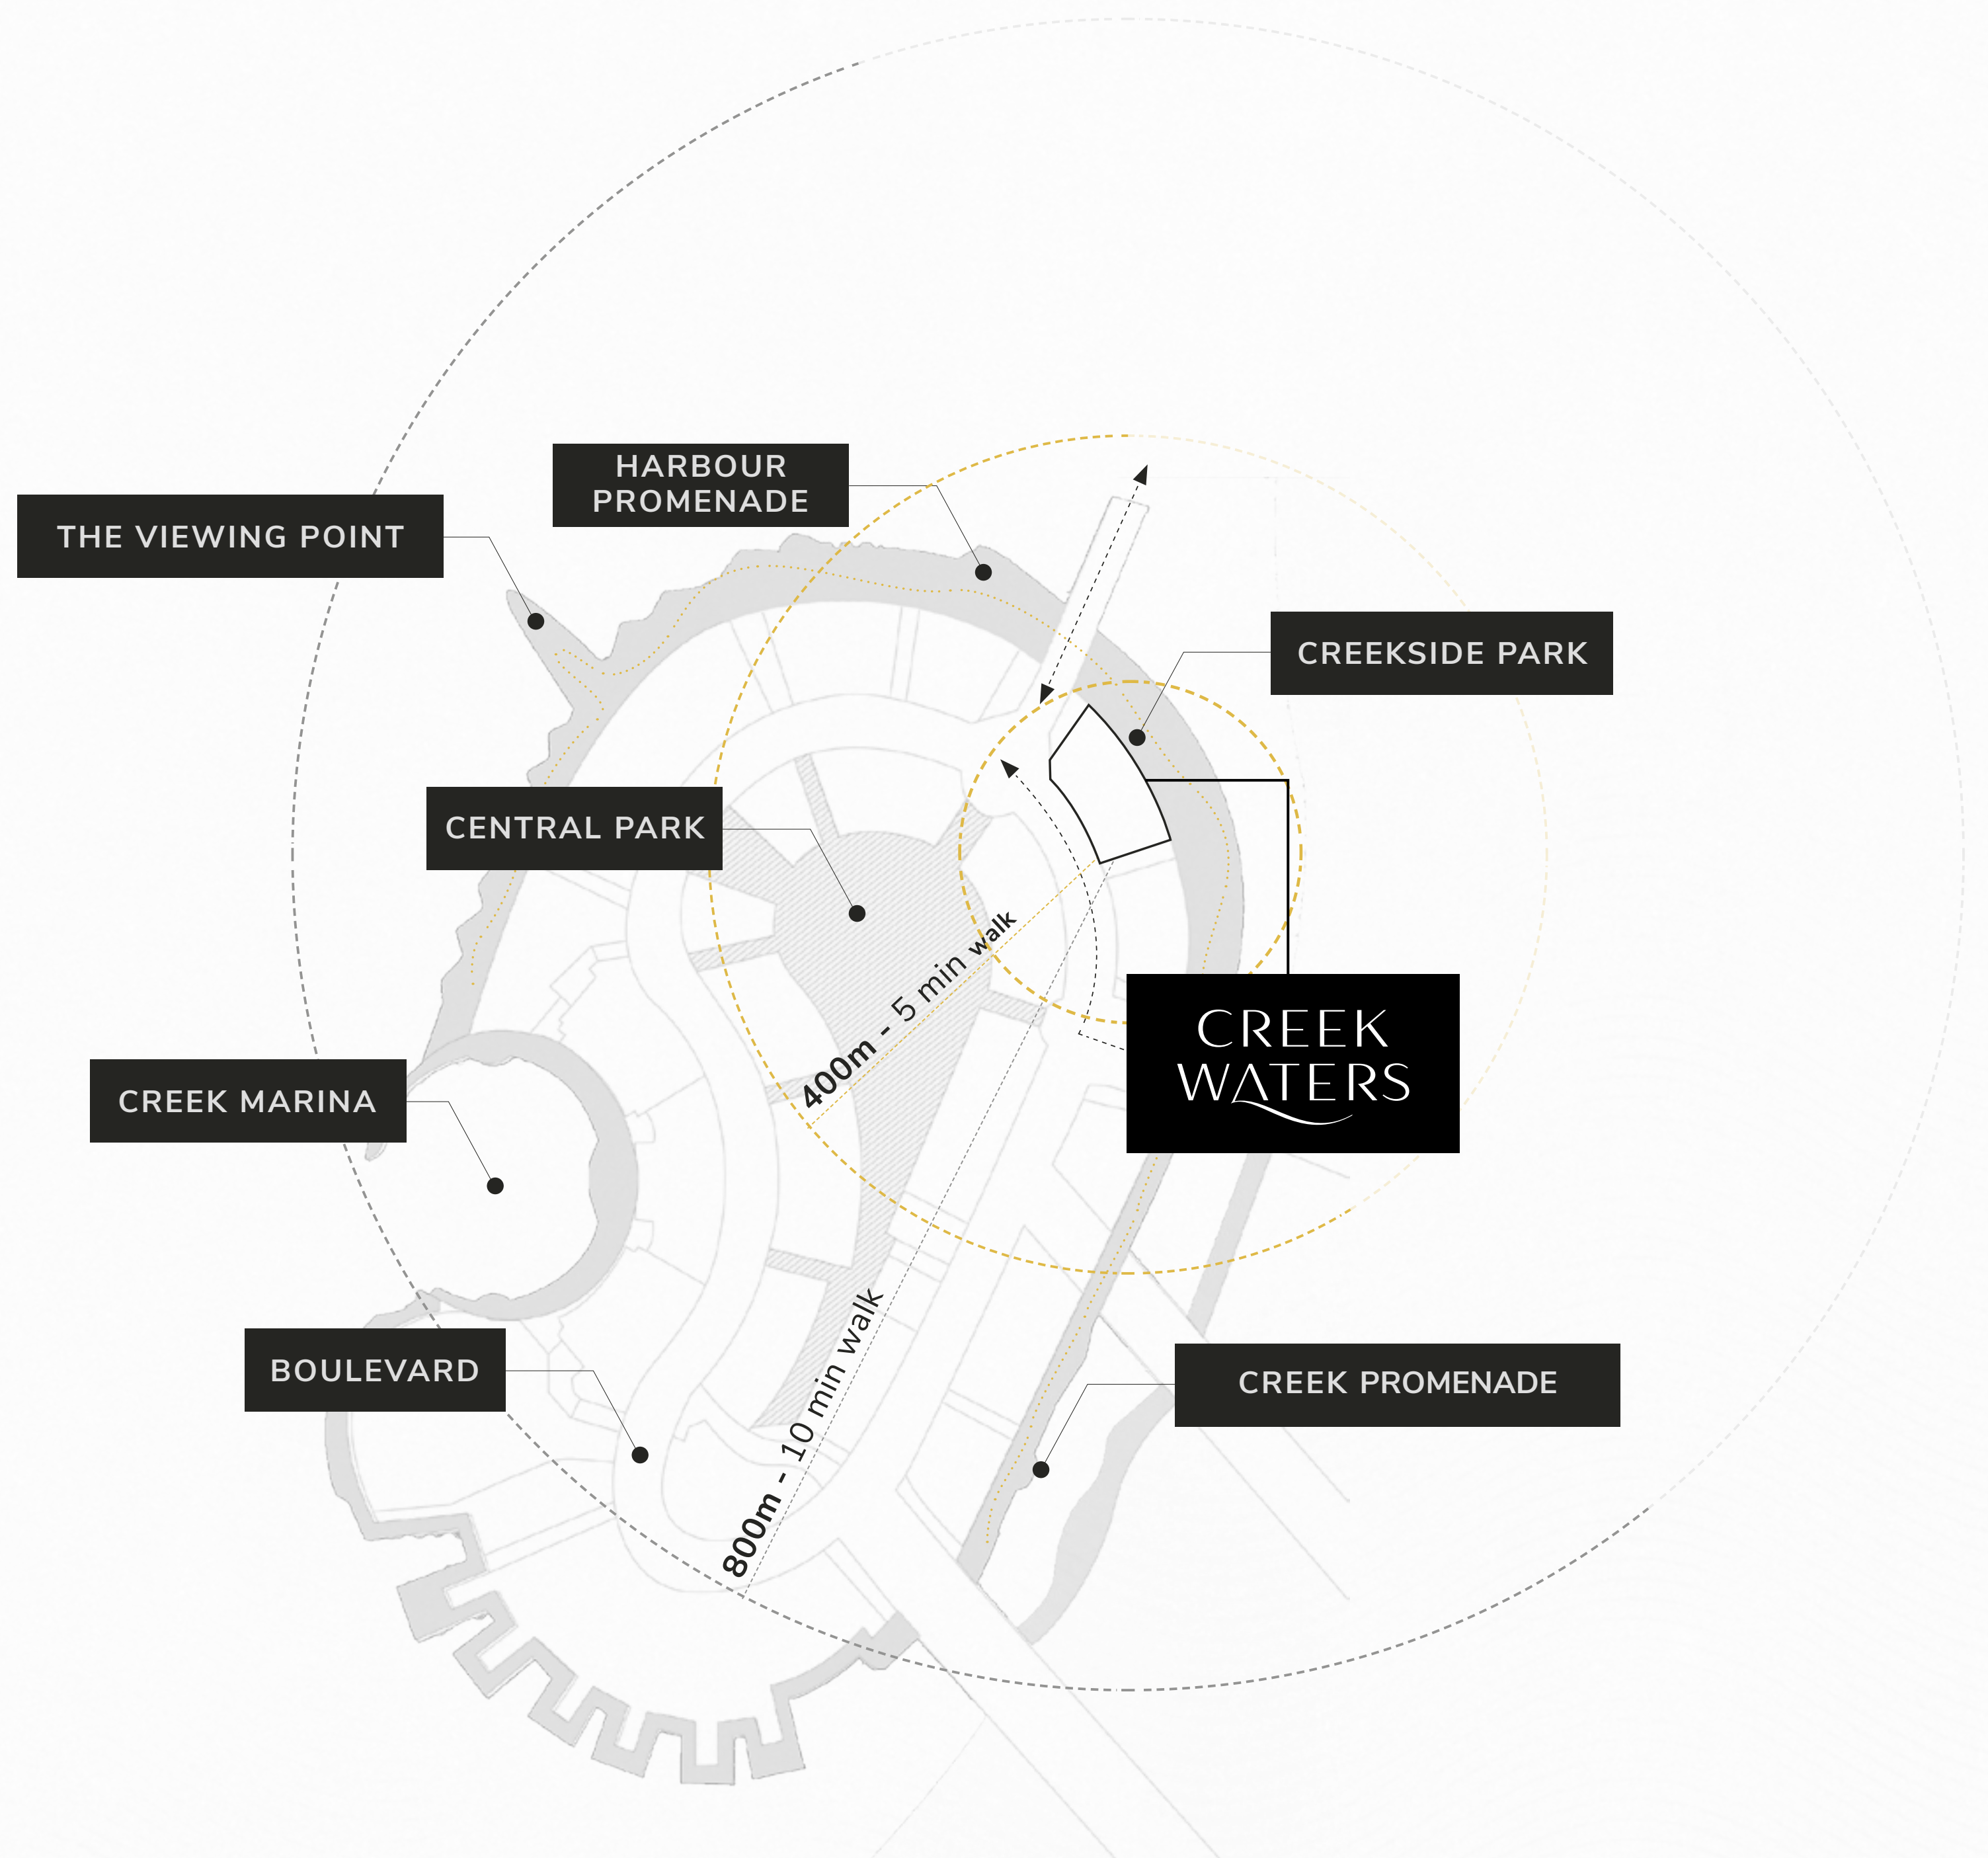 HARBOUR
PROMENADE
THE VIEWING POINT
CREEKSIDE PARK
CENTRAL PARK
400m - 5 min walk
CREEK
WATERS
CREEK MARINA
BOULEVARD
800m - 10 min walk
CREEK PROMENADE